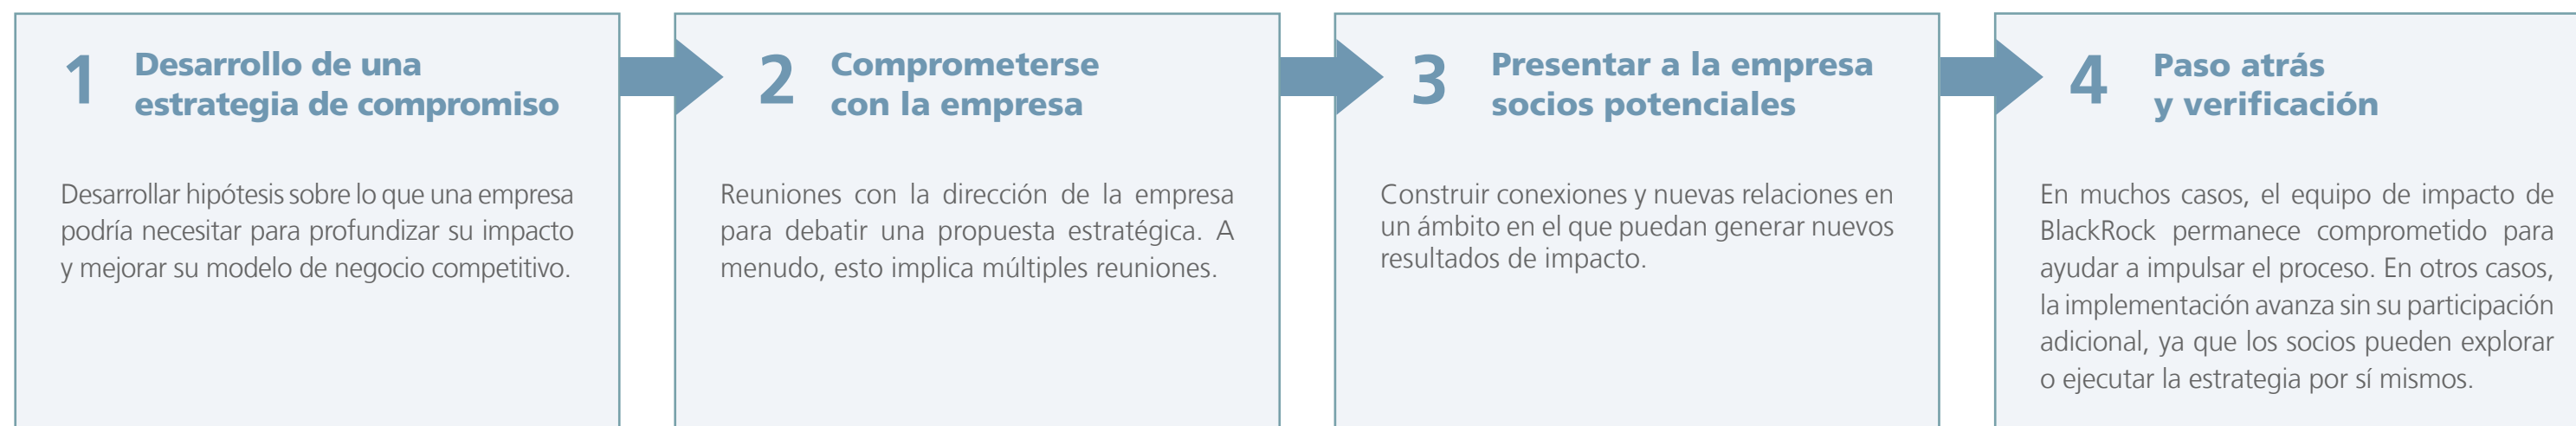 1
Desarrollo de una
estrategia de compromiso
Desarrollar hipótesis sobre lo que una empresa
podría necesitar para profundizar su impacto
y mejorar su modelo de negocio competitivo.
2
Comprometerse
con la empresa
Reuniones con la dirección de la empresa
para debatir una propuesta estratégica. A
menudo, esto implica múltiples reuniones.
3
Presentar a la empresa
socios potenciales
Construir conexiones y nuevas relaciones en
un ámbito en el que puedan generar nuevos
resultados de impacto.
4
Paso atrás
y verificación
En muchos casos, el equipo de impacto de
BlackRock permanece comprometido para
ayudar a impulsar el proceso. En otros casos,
la implementación avanza sin su participación
adicional, ya que los socios pueden explorar
o ejecutar la estrategia por sí mismos.